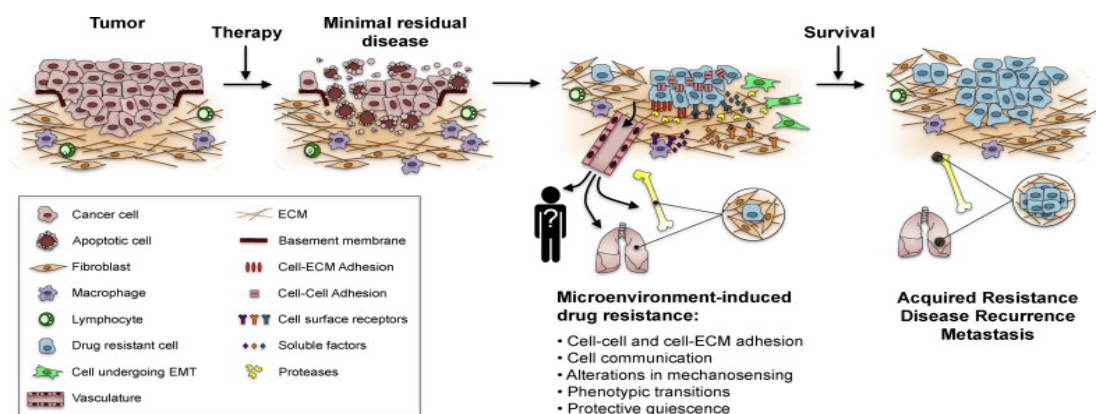 Tumor
Therapy
Minimal residual
disease
Survival
Cancer cell
Apoptotic cell
Fibroblast
Macrophage
Lymphocyte
Drug resistant cell
Cell undergoing EMT
Vasculature
ECM
Basement membrane
Cell-ECM Adhesion
Cell-Cell Adhesion
Cell surface receptors
Soluble factors
Proteases
?
Microenvironment-induced
drug resistance:
• Cell-cell and cell-ECM adhesion
• Cell communication
• Alterations in mechanosensing
• Phenotypic transitions
• Protective quiescence
Acquired Resistance
Disease Recurrence
Metastasis